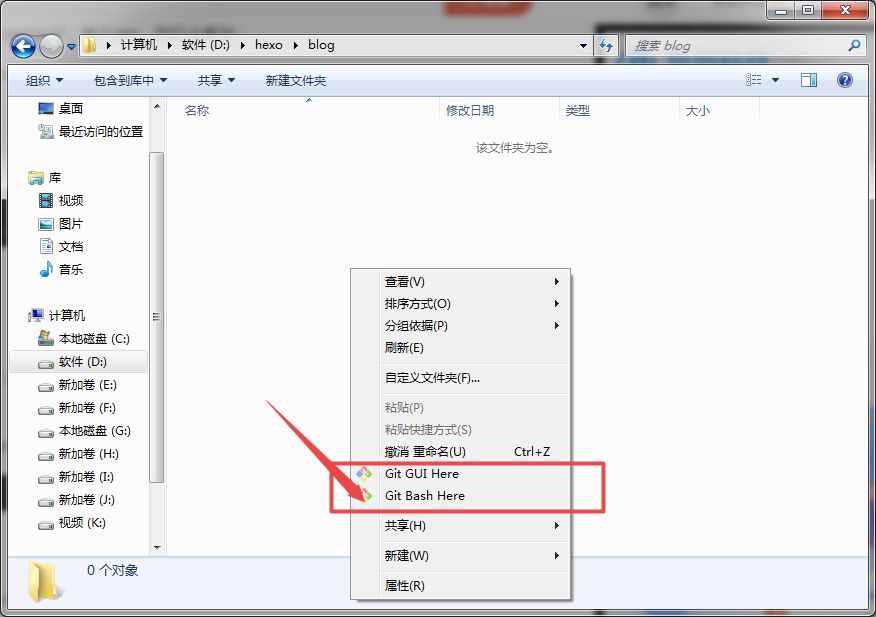 计算机 软件 (D:) hexo blog
搜索 blog
组织 包含到库中 共享 新建文件夹
名称 修改日期 类型 大小
该文件夹为空。
桌面
最近访问的位置
库
视频
图片
文档
音乐
计算机
本地磁盘 (C:)
软件 (D:)
新加卷 (E:)
新加卷 (F:)
本地磁盘 (G:)
新加卷 (H:)
新加卷 (I:)
新加卷 (J:)
视频 (K:)
查看(V)
排序方式(O)
分组依据(P)
刷新(E)
自定义文件夹(F)...
粘贴(P)
粘贴快捷方式(S)
撤消 重命名(U) Ctrl+Z
Git GUI Here
Git Bash Here
共享(H)
新建(W)
属性(R)
0 个对象